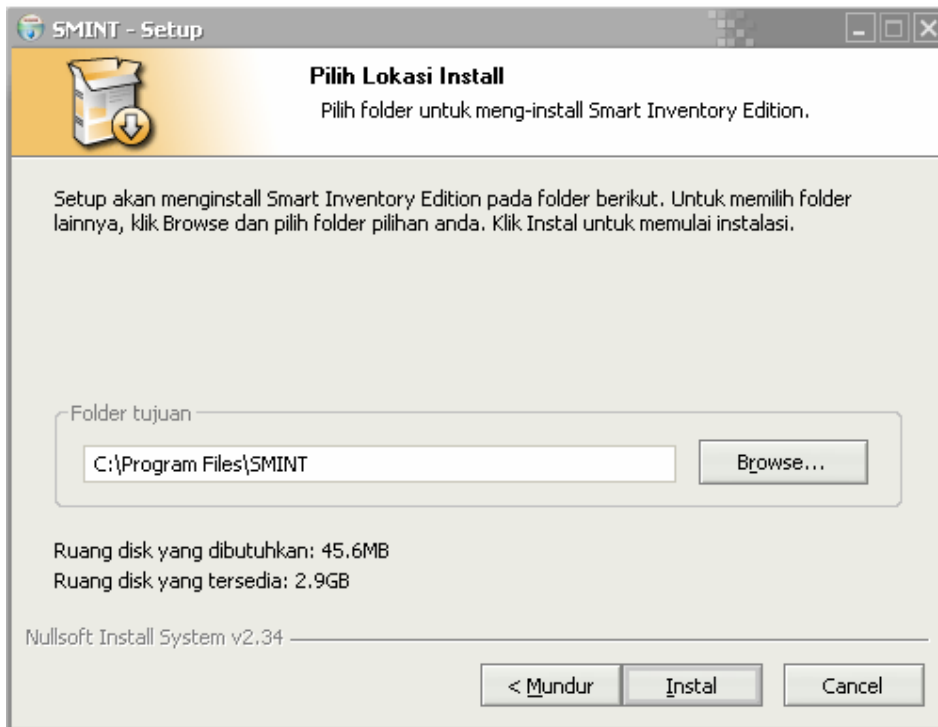 SMINT - Setup
Pilih Lokasi Install
Pilih folder untuk meng-install Smart Inventory Edition.
Setup akan menginstall Smart Inventory Edition pada folder berikut. Untuk memilih folder
lainnya, klik Browse dan pilih folder pilihan anda. Klik Instal untuk memulai instalasi.
Folder tujuan
C:\Program Files\SMINT
Browse...
Ruang disk yang dibutuhkan: 45.6MB
Ruang disk yang tersedia: 2.9GB
Nullsoft Install System v2.34
< Mundur
Instal
Cancel